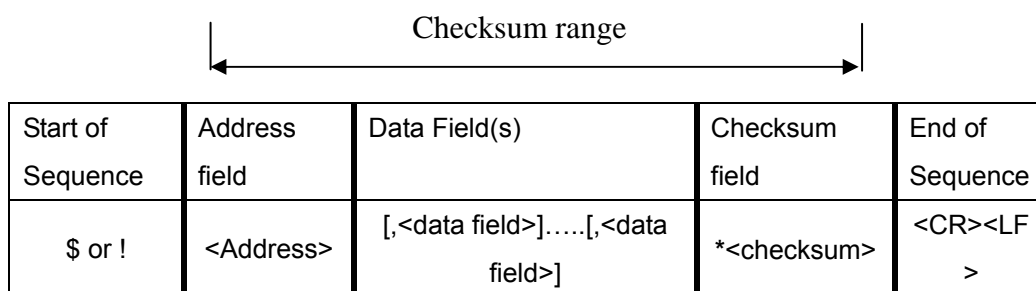 Checksum range
Start of Sequence
Address field
Data Field(s)
Checksum field
End of Sequence
$ or !
<Address>
[,<data field>]…..[,<data field>]
*<checksum>
<CR><LF>